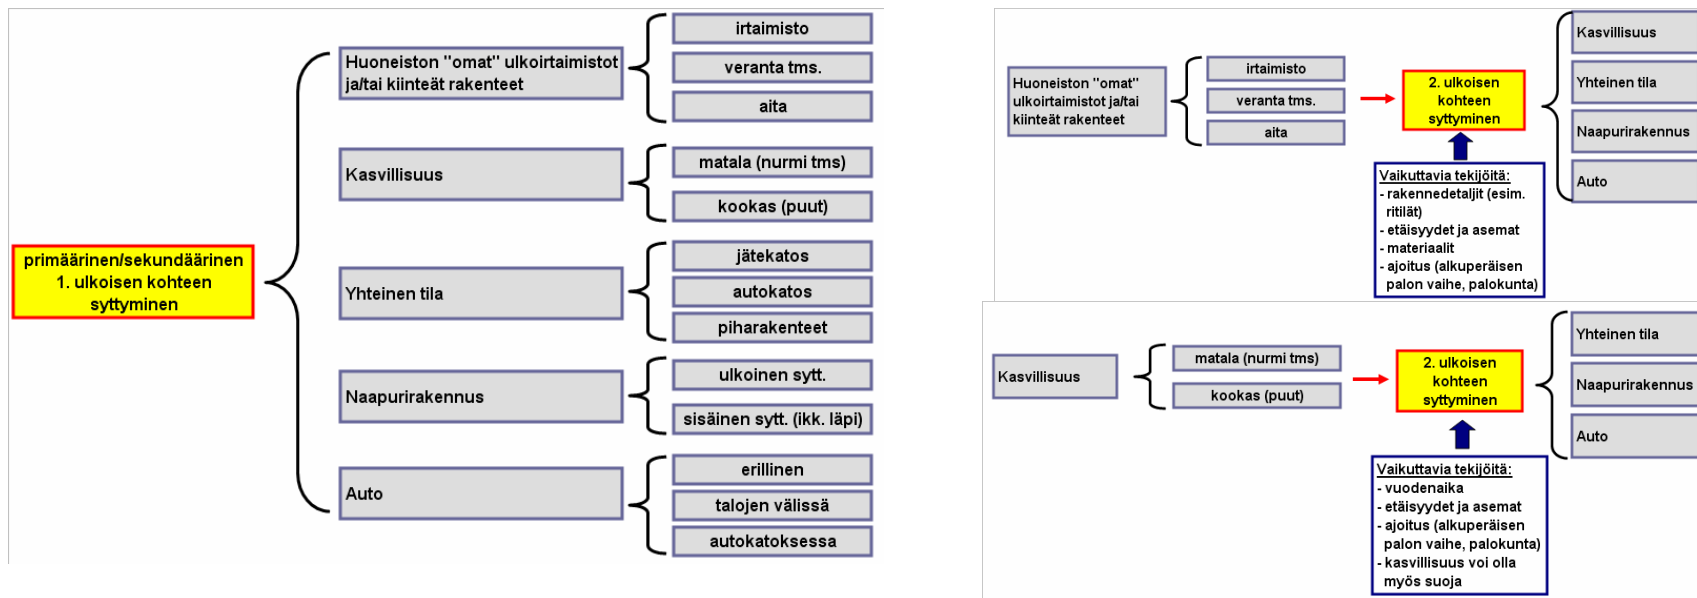 primäärinen/sekundäärinen
1. ulkoisen kohteen
syttyminen
Huoneiston "omat" ulkoirtaimistot
ja/tai kiinteät rakenteet
irtaimisto
veranta tms.
aita
Kasvillisuus
matala (nurmi tms)
kookas (puut)
Yhteinen tila
jätekatos
autokatos
piharakenteet
Naapurirakennus
ulkoinen sytt.
sisäinen sytt. (ikk. läpi)
Auto
erillinen
talojen välissä
autokatoksessa
Huoneiston "omat"
ulkoirtaimistot ja/tai
kiinteät rakenteet
irtaimisto
veranta tms.
aita
2. ulkoisen
kohteen
syttyminen
Kasvillisuus
Yhteinen tila
Naapurirakennus
Auto
Vaikuttavia tekijöitä:
- rakennedetaljit (esim.
ritilät)
- etäisyydet ja asemat
- materiaalit
- ajoitus (alkuperäisen
palon vaihe, palokunta)
Kasvillisuus
matala (nurmi tms)
kookas (puut)
2. ulkoisen
kohteen
syttyminen
Yhteinen tila
Naapurirakennus
Auto
Vaikuttavia tekijöitä:
- vuodenaika
- etäisyydet ja asemat
- ajoitus (alkuperäisen
palon vaihe, palokunta)
- kasvillisuus voi olla
myös suoja